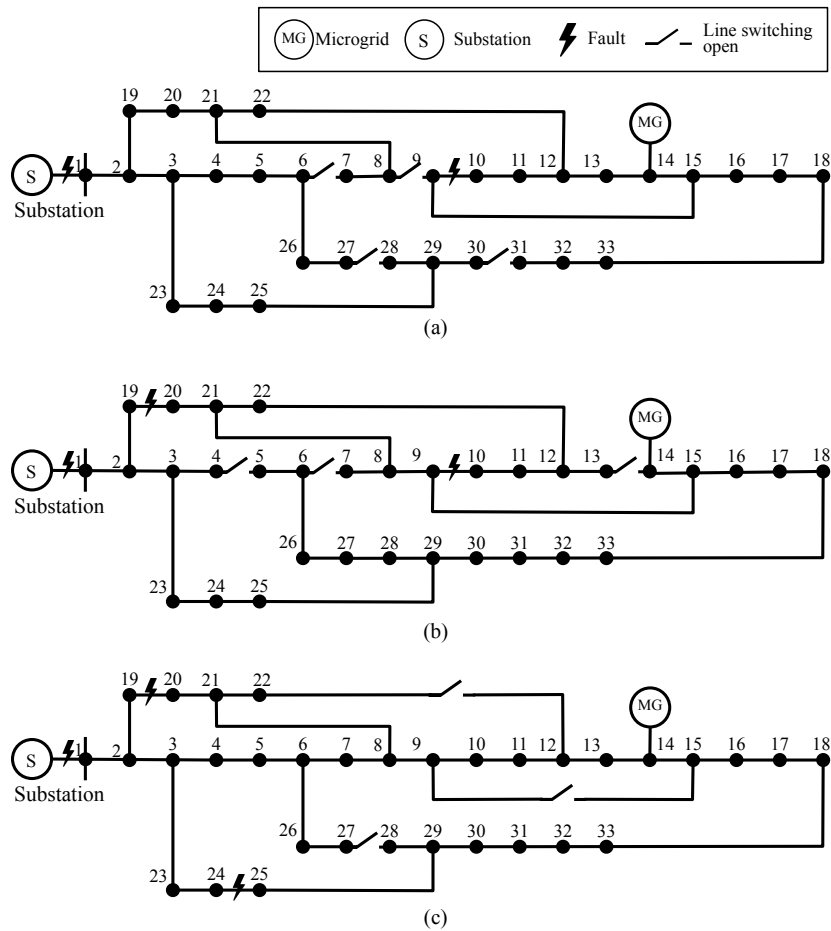 MG Microgrid S Substation Fault Line switching open
19 20 21 22
MG
S 1 2 3 4 5 6 7 8 9 10 11 12 13 14 15 16 17 18
Substation
26 27 28 29 30 31 32 33
23 24 25
(a)
19 20 21 22
MG
S 1 2 3 4 5 6 7 8 9 10 11 12 13 14 15 16 17 18
Substation
26 27 28 29 30 31 32 33
23 24 25
(b)
19 20 21 22
MG
S 1 2 3 4 5 6 7 8 9 10 11 12 13 14 15 16 17 18
Substation
26 27 28 29 30 31 32 33
23 24 25
(c)